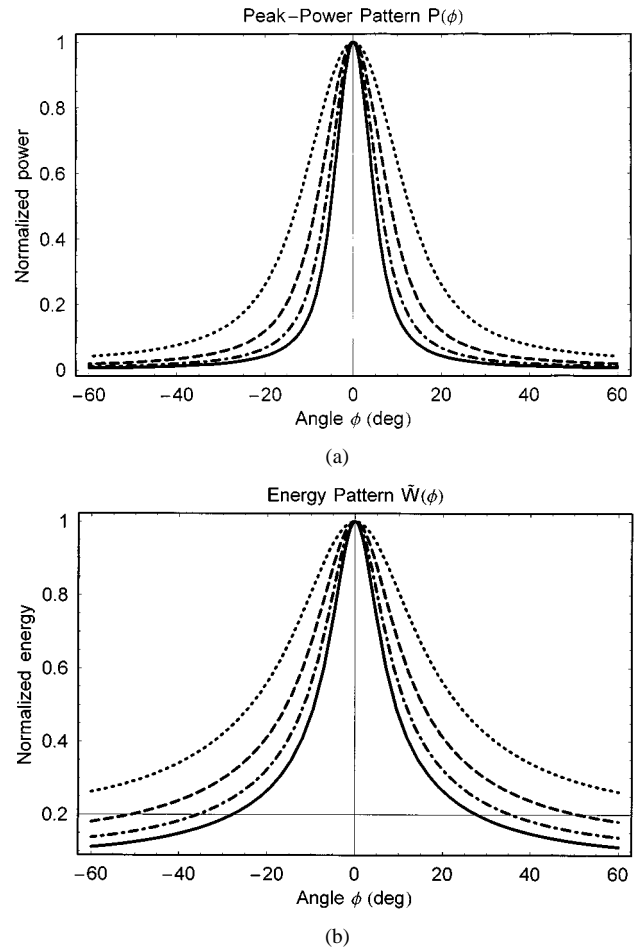 Peak-Power Pattern P(ϕ)
Normalized power
1
0.8
0.6
0.4
0.2
0
−60 −40 −20 0 20 40 60
Angle ϕ (deg)
(a)
Energy Pattern W̃(ϕ)
Normalized energy
1
0.8
0.6
0.4
0.2
−60 −40 −20 0 20 40 60
Angle ϕ (deg)
(b)